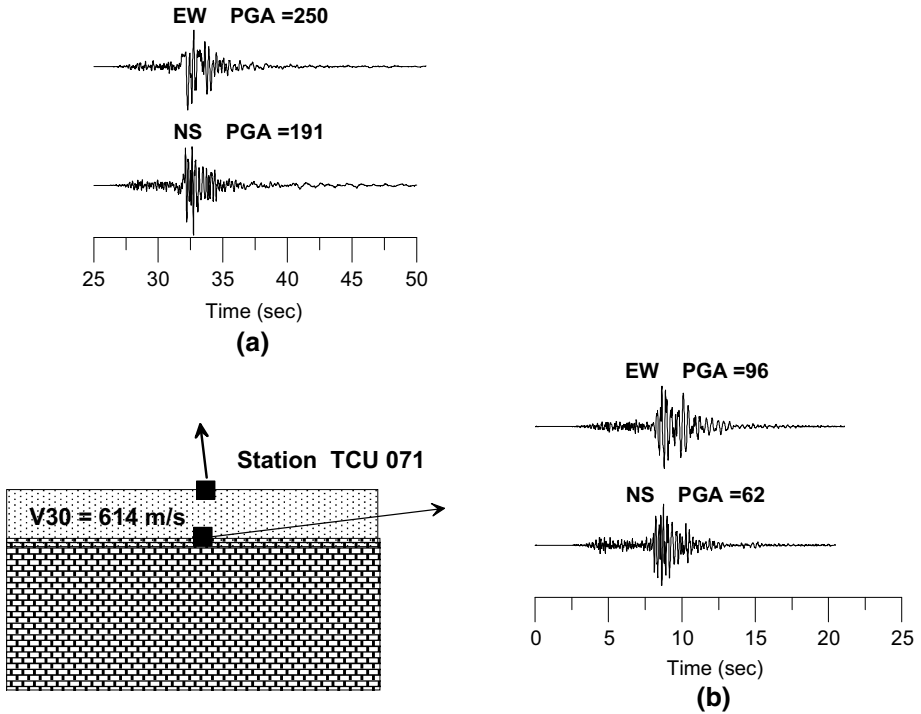 EW PGA =250
NS PGA =191
25 30 35 40 45 50
Time (sec)
(a)
EW PGA =96
Station TCU 071
NS PGA =62
V30 = 614 m/s
0 5 10 15 20 25
Time (sec)
(b)